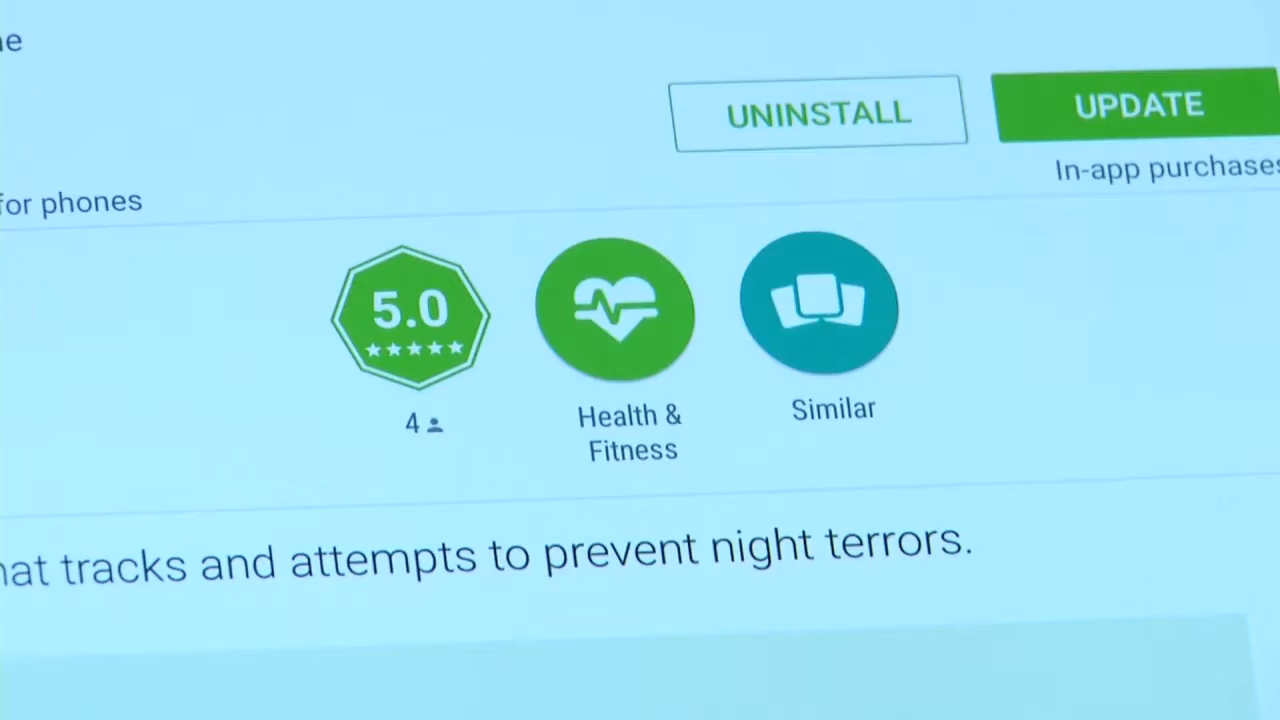 e
UNINSTALL
UPDATE
In-app purchases
for phones
5.0
4
Health &
Fitness
Similar
hat tracks and attempts to prevent night terrors.